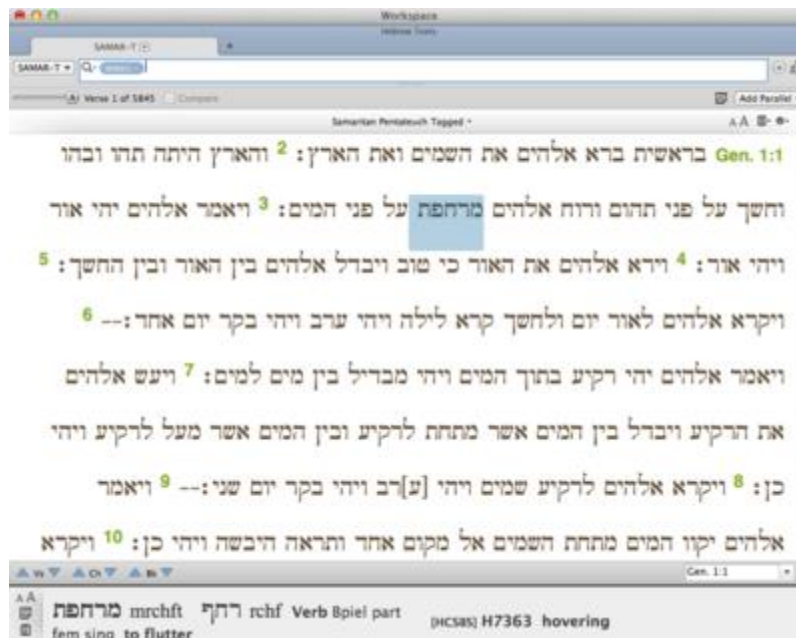 Workspace
Hebrew Texts
SAMAR-T
SAMAR-T
Verse 1 of 5845 Compare Add Parallel
Samaritan Pentateuch Tagged
Gen. 1:1 בראשית ברא אלהים את השמים ואת הארץ: 2 והארץ היתה תהו ובהו
וחשך על פני תהום ורוח אלהים מרחפת על פני המים: 3 ויאמר אלהים יהי אור
ויהי אור: 4 וירא אלהים את האור כי טוב ויבדל אלהים בין האור ובין החשך: 5
ויקרא אלהים לאור יום ולחשך קרא לילה ויהי ערב ויהי בקר יום אחד:-- 6
ויאמר אלהים יהי רקיע בתוך המים ויהי מבדיל בין מים למים: 7 ויעש אלהים
את הרקיע ויבדל בין המים אשר מתחת לרקיע ובין המים אשר מעל לרקיע ויהי
כן: 8 ויקרא אלהים לרקיע שמים ויהי [ע]רב ויהי בקר יום שני:-- 9 ויאמר
אלהים יקוו המים מתחת השמים אל מקום אחד ותראה היבשה ויהי כן: 10 ויקרא
Vs Ch Bk Gen. 1:1
מרחפת mrchft רחף rchf Verb Bpiel part [HCSBS] H7363 hovering
fem sing to flutter